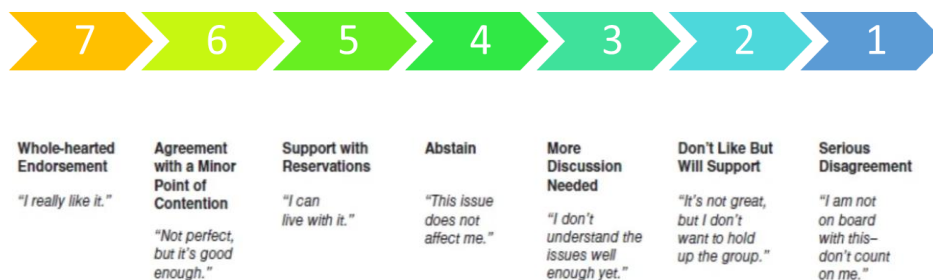 7 6 5 4 3 2 1
Whole-hearted
Endorsement
"I really like it."
Agreement
with a Minor
Point of
Contention
"Not perfect,
but it's good
enough."
Support with
Reservations
"I can
live with it."
Abstain
"This issue
does not
affect me."
More
Discussion
Needed
"I don't
understand the
issues well
enough yet."
Don't Like But
Will Support
"It's not great,
but I don't
want to hold
up the group."
Serious
Disagreement
"I am not
on board
with this–
don't count
on me."